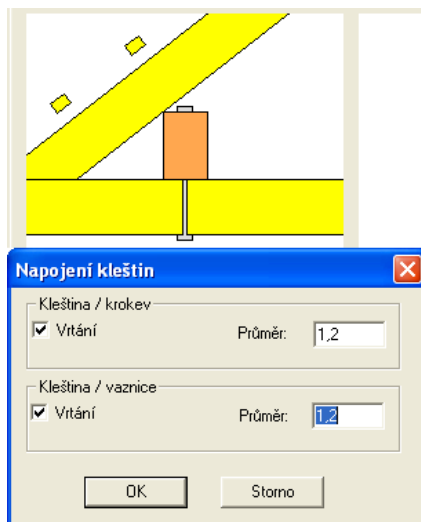 Napojení kleštin
Kleština / krokev
Vrtání Průměr: 1,2
Kleština / vaznice
Vrtání Průměr: 1,2
OK Storno